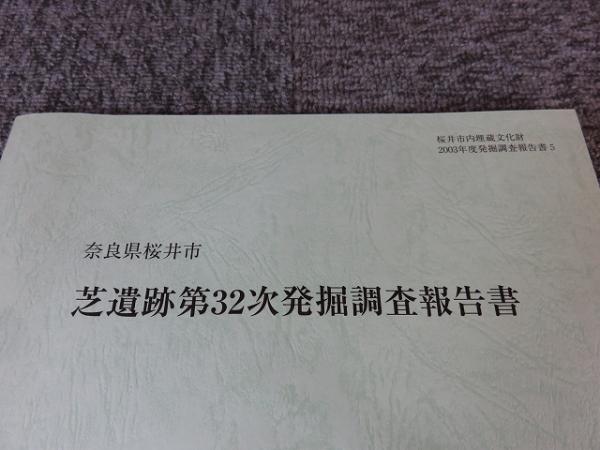 桜井市内埋蔵文化財
2003年度発掘調査報告書5
奈良県桜井市
芝遺跡第32次発掘調査報告書